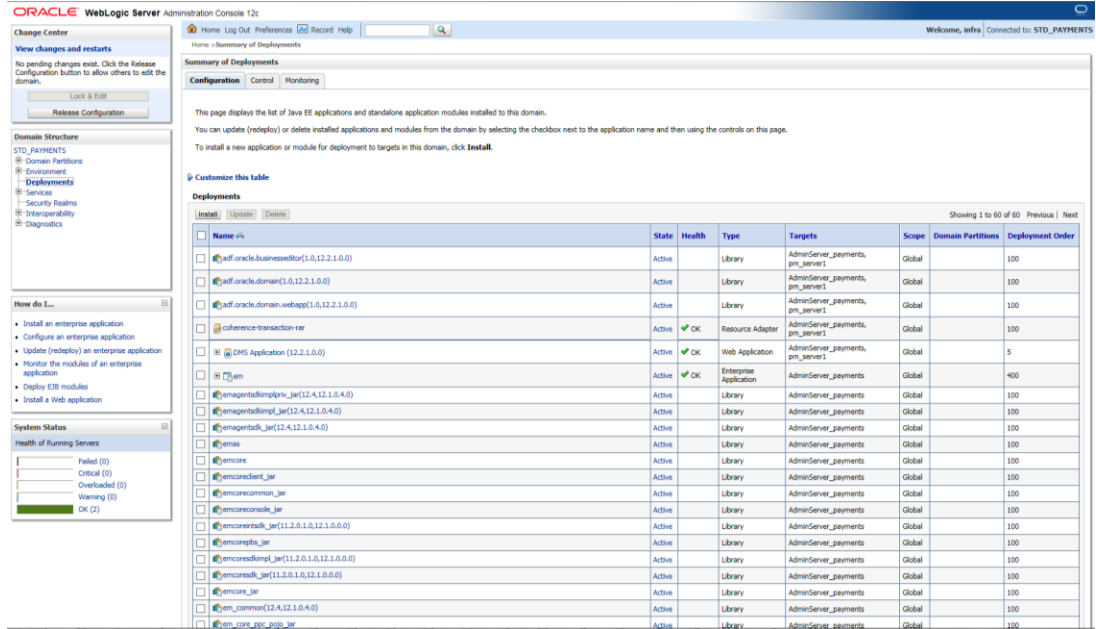 ORACLE WebLogic Server Administration Console 12c
Change Center
View changes and restarts
No pending changes exist. Click the Release
Configuration button to allow others to edit the
domain.
Lock & Edit
Release Configuration
Domain Structure
STD_PAYMENTS
Domain Partitions
Environment
Deployments
Services
Security Realms
Interoperability
Diagnostics
How do I...
Install an enterprise application
Configure an enterprise application
Update (redeploy) an enterprise application
Monitor the modules of an enterprise
application
Deploy EJB modules
Install a Web application
System Status
Health of Running Servers
Failed (0)
Critical (0)
Overloaded (0)
Warning (0)
OK (2)
Home Log Out Preferences Record Help
Welcome, infra Connected to: STD_PAYMENTS
Home >Summary of Deployments
Summary of Deployments
Configuration Control Monitoring
This page displays the list of Java EE applications and standalone application modules installed to this domain.
You can update (redeploy) or delete installed applications and modules from the domain by selecting the checkbox next to the application name and then using the controls on this page.
To install a new application or module for deployment to targets in this domain, click Install.
Customize this table
Deployments
Install Update Delete Showing 1 to 60 of 60 Previous | Next
Name State Health Type Targets Scope Domain Partitions Deployment Order
adf.oracle.businesseditor(1.0,12.2.1.0.0) Active Library AdminServer_payments, pm_server1 Global 100
adf.oracle.domain(1.0,12.2.1.0.0) Active Library AdminServer_payments, pm_server1 Global 100
adf.oracle.domain.webapp(1.0,12.2.1.0.0) Active Library AdminServer_payments, pm_server1 Global 100
coherence-transaction-rar Active OK Resource Adapter AdminServer_payments, pm_server1 Global 100
DMS Application (12.2.1.0.0) Active OK Web Application AdminServer_payments, pm_server1 Global 5
em Active OK Enterprise Application AdminServer_payments Global 400
emagentsdkimplpriv_jar(12.4,12.1.0.4.0) Active Library AdminServer_payments Global 100
emagentsdkimpl_jar(12.4,12.1.0.4.0) Active Library AdminServer_payments Global 100
emagentsdk_jar(12.4,12.1.0.4.0) Active Library AdminServer_payments Global 100
emas Active Library AdminServer_payments Global 100
emcore Active Library AdminServer_payments Global 100
emcoreclient_jar Active Library AdminServer_payments Global 100
emcorecommon_jar Active Library AdminServer_payments Global 100
emcoreconsole_jar Active Library AdminServer_payments Global 100
emcoreintsdk_jar(11.2.0.1.0,12.1.0.0.0) Active Library AdminServer_payments Global 100
emcorepbs_jar Active Library AdminServer_payments Global 100
emcoresdkimpl_jar(11.2.0.1.0,12.1.0.0.0) Active Library AdminServer_payments Global 100
emcoresdk_jar(11.2.0.1.0,12.1.0.0.0) Active Library AdminServer_payments Global 100
emcore_jar Active Library AdminServer_payments Global 100
em_common(12.4,12.1.0.4.0) Active Library AdminServer_payments Global 100
em_core_ppc_pojo_jar Active Library AdminServer_payments Global 100